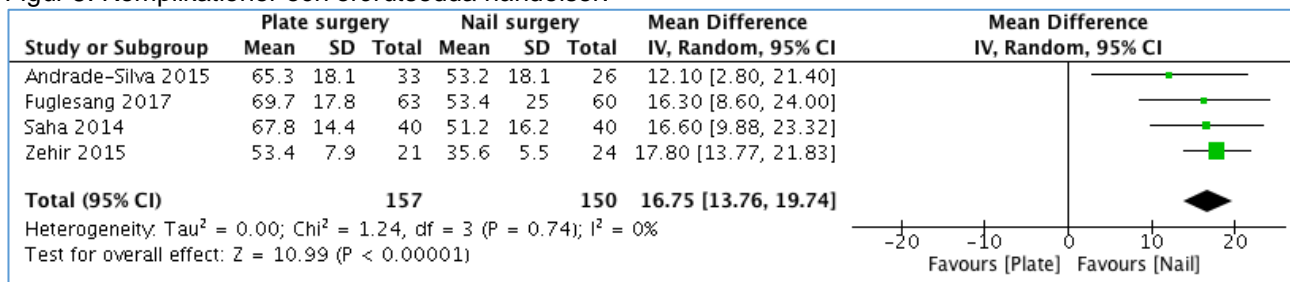 Plate surgery Nail surgery Mean Difference Mean Difference
Study or Subgroup Mean SD Total Mean SD Total IV, Random, 95% CI IV, Random, 95% CI
Andrade-Silva 2015 65.3 18.1 33 53.2 18.1 26 12.10 [2.80, 21.40]
Fuglesang 2017 69.7 17.8 63 53.4 25 60 16.30 [8.60, 24.00]
Saha 2014 67.8 14.4 40 51.2 16.2 40 16.60 [9.88, 23.32]
Zehir 2015 53.4 7.9 21 35.6 5.5 24 17.80 [13.77, 21.83]
Total (95% CI) 157 150 16.75 [13.76, 19.74]
Heterogeneity: Tau² = 0.00; Chi² = 1.24, df = 3 (P = 0.74); I² = 0%
Test for overall effect: Z = 10.99 (P < 0.00001)
-20 -10 0 10 20
Favours [Plate] Favours [Nail]